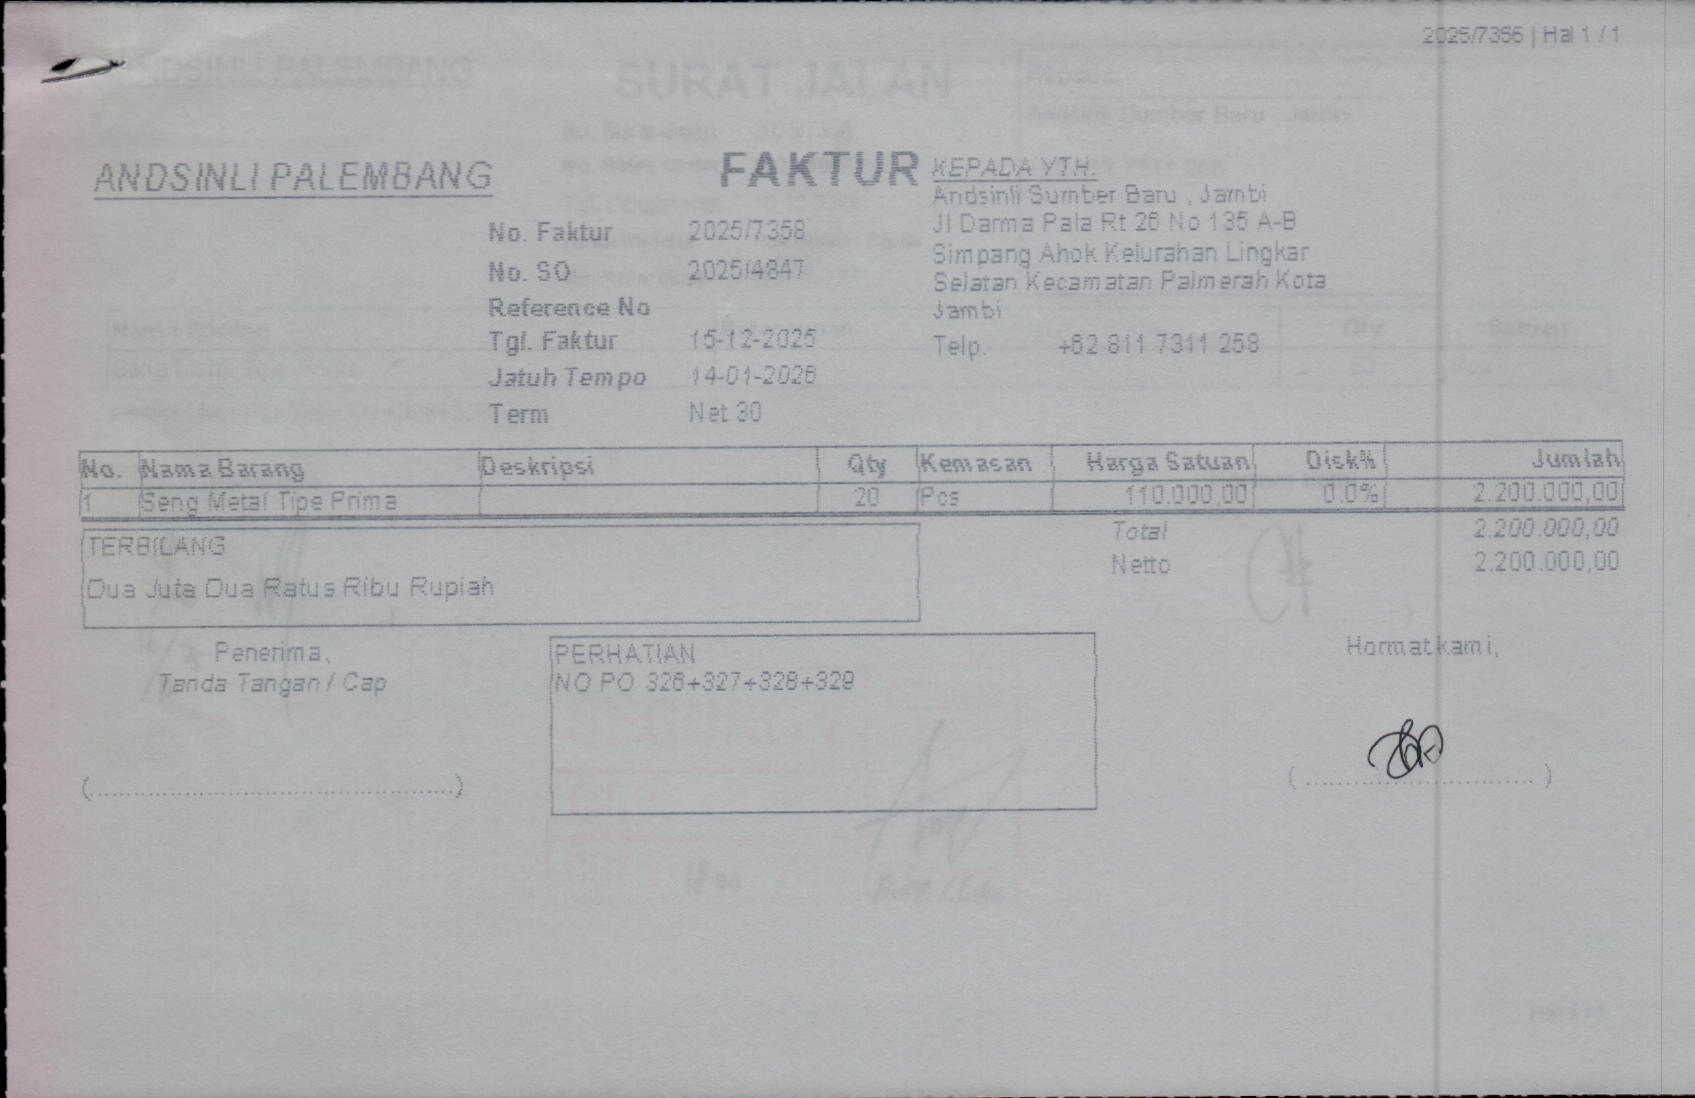 2025/7356 | Hal 1 / 1
ANDSINLI PALEMBANG
SURAT JALAN
FAKTUR
No. Faktur 2025/7358
No. SO 2025/4847
Reference No
Tgl. Faktur 15-12-2025
Jatuh Tempo 14-01-2026
Term Net 30
KEPADA YTH.
Andsinli Sumber Baru , Jambi
Jl Darma Pala Rt 26 No 135 A-B
Simpang Ahok Kelurahan Lingkar
Selatan Kecamatan Palmerah Kota
Jambi
Telp. +62 811 7311 258
No. Nama Barang Deskripsi Qty Kemasan Harga Satuan Disk% Jumlah
1 Seng Metal Tipe Prima 20 Pcs 110.000,00 0.0% 2.200.000,00
Total 2.200.000,00
Netto 2.200.000,00
TERBILANG
Dua Juta Dua Ratus Ribu Rupiah
Penerima,
Tanda Tangan / Cap
(..........................................)
PERHATIAN
NO PO 326+327+328+329
Hormat kami,
( .......................... )